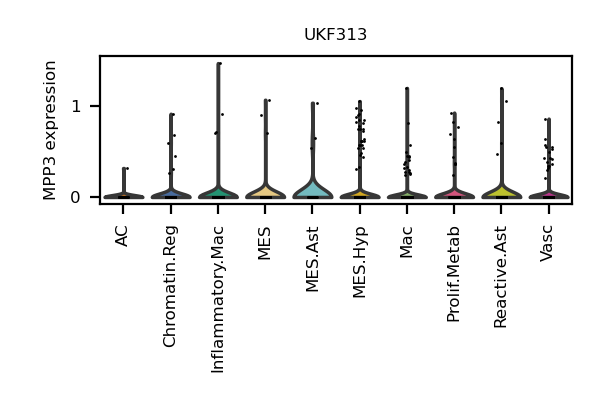 UKF313
MPP3 expression
1
0
AC
Chromatin.Reg
Inflammatory.Mac
MES
MES.Ast
MES.Hyp
Mac
Prolif.Metab
Reactive.Ast
Vasc